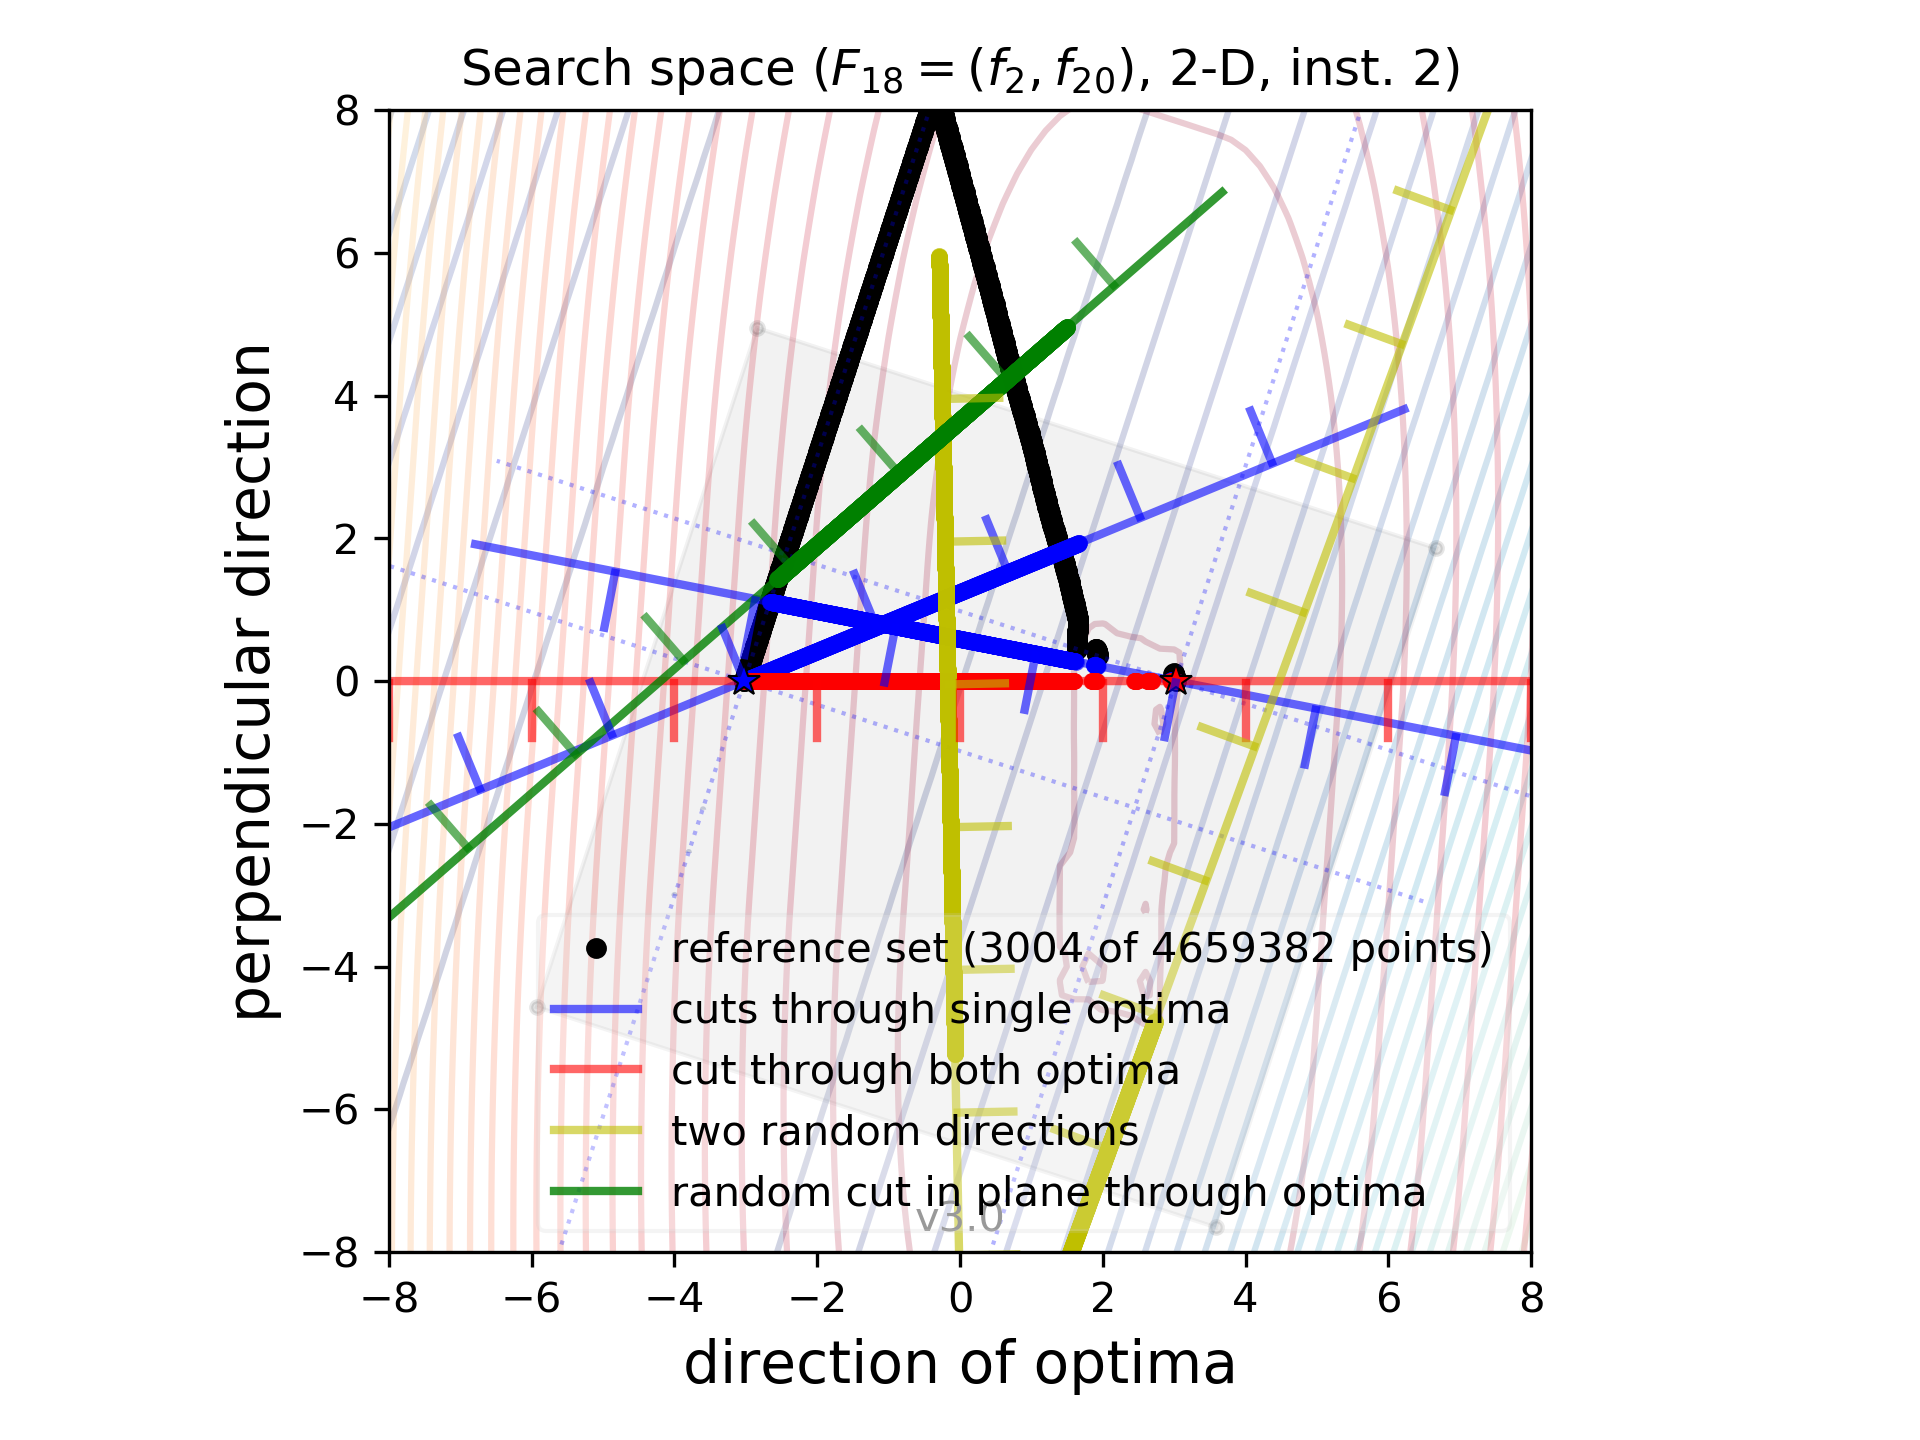 Search space (F18 = (f2, f20), 2-D, inst. 2)
perpendicular direction
8
6
4
2
0
−2
−4
−6
−8
reference set (3004 of 4659382 points)
cuts through single optima
cut through both optima
two random directions
random cut in plane through optima
v3.0
−8 −6 −4 −2 0 2 4 6 8
direction of optima